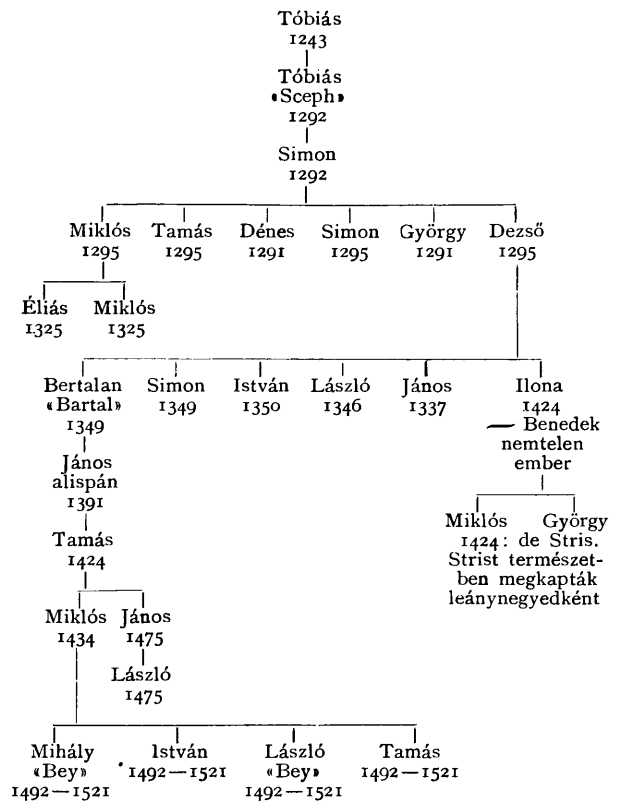 Tóbiás
1243
Tóbiás
«Sceph»
1292
Simon
1292
Miklós Tamás Dénes Simon György Dezső
1295 1295 1291 1295 1291 1295
Éliás Miklós
1325 1325
Bertalan Simon István László János Ilona
«Bartal» 1349 1350 1346 1337 1424
1349 — Benedek
nemtelen
ember
János
alispán
1391
Miklós György
1424: de Stris.
Strist természet-
ben megkapták
leánynegyedként
Tamás
1424
Miklós János
1434 1475
László
1475
Mihály István László Tamás
«Bey» 1492—1521 «Bey» 1492—1521
1492—1521 1492—1521